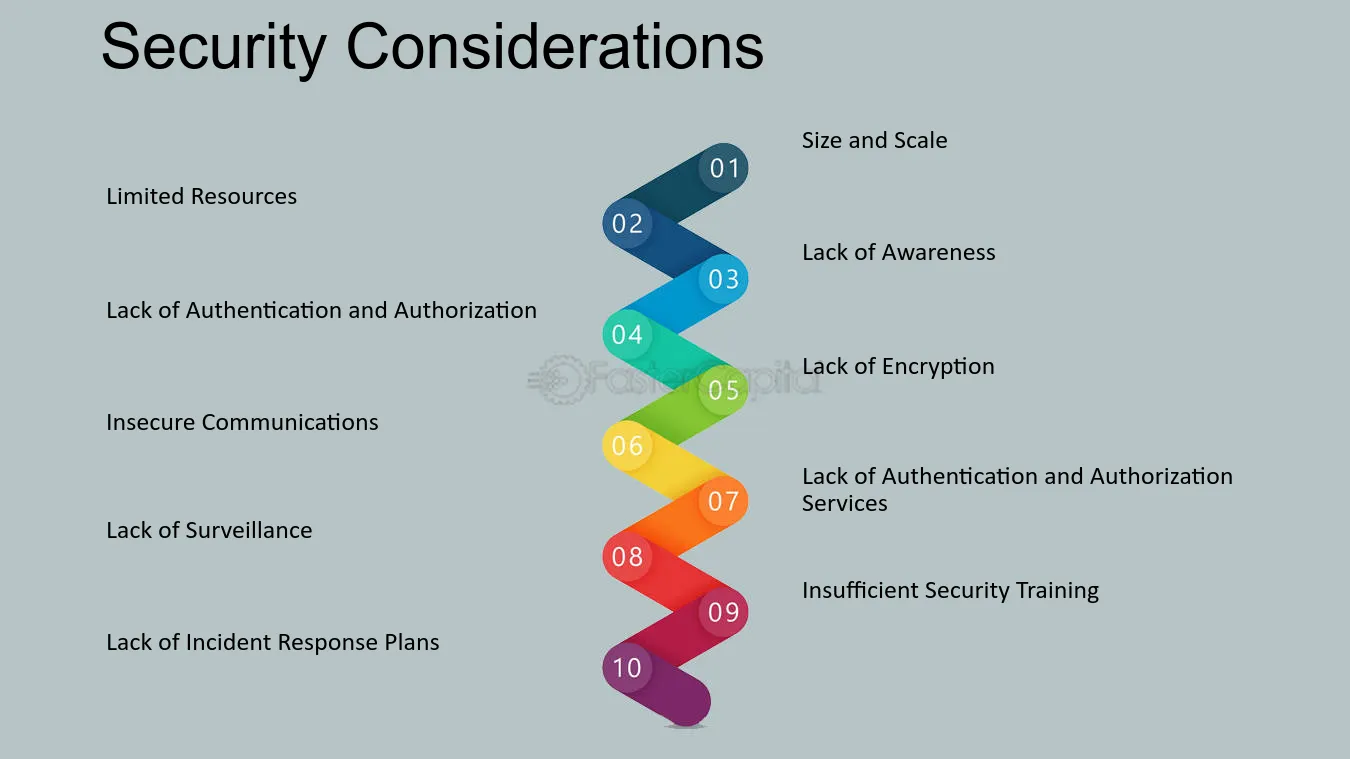 Security Considerations
01
Size and Scale
02
Limited Resources
03
Lack of Awareness
04
Lack of Authentication and Authorization
05
Lack of Encryption
FasterCapital
06
Insecure Communications
07
Lack of Authentication and Authorization
Services
08
Lack of Surveillance
09
Insufficient Security Training
10
Lack of Incident Response Plans